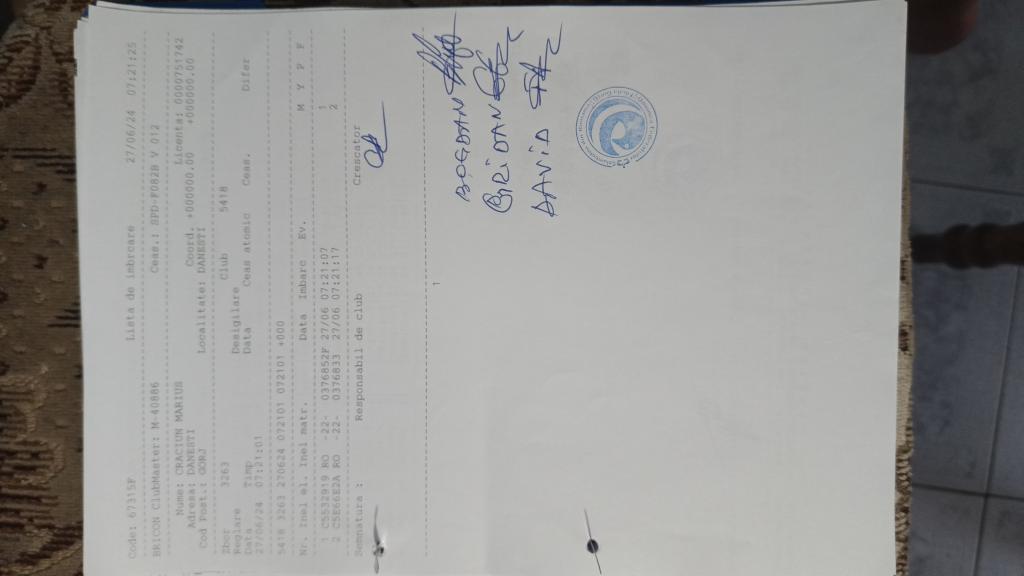 Code: 67315F Lista de imbrcare 27/06/24 07:21:25
BRICON ClubMaster: M-40886 Ceas.: SPD-F082B V 012
Nume: CRACIUN MARIUS Licenta: 0000751742
Adresa: DANESTI Coord. +000000.00 +000000.00
Cod Post.: GORJ Localitate: DANESTI
Zbor 3263 Club 5418
Reglare Desigilare
Data Timp Data Ceas atomic Ceas. Difer
27/06/24 07:21:01
5418 3263 270624 072101 072101 +000
Nr. Inel el. Inel matr. Data Imbarc Ev. M Y P F
1 C5532919 RO -22- 0376852F 27/06 07:21:07 1
2 C5E66E2A RO -22- 0376833 27/06 07:21:17 2
Semnatura : Responsabil de club Crescator
1
BOGDAN
DAVID